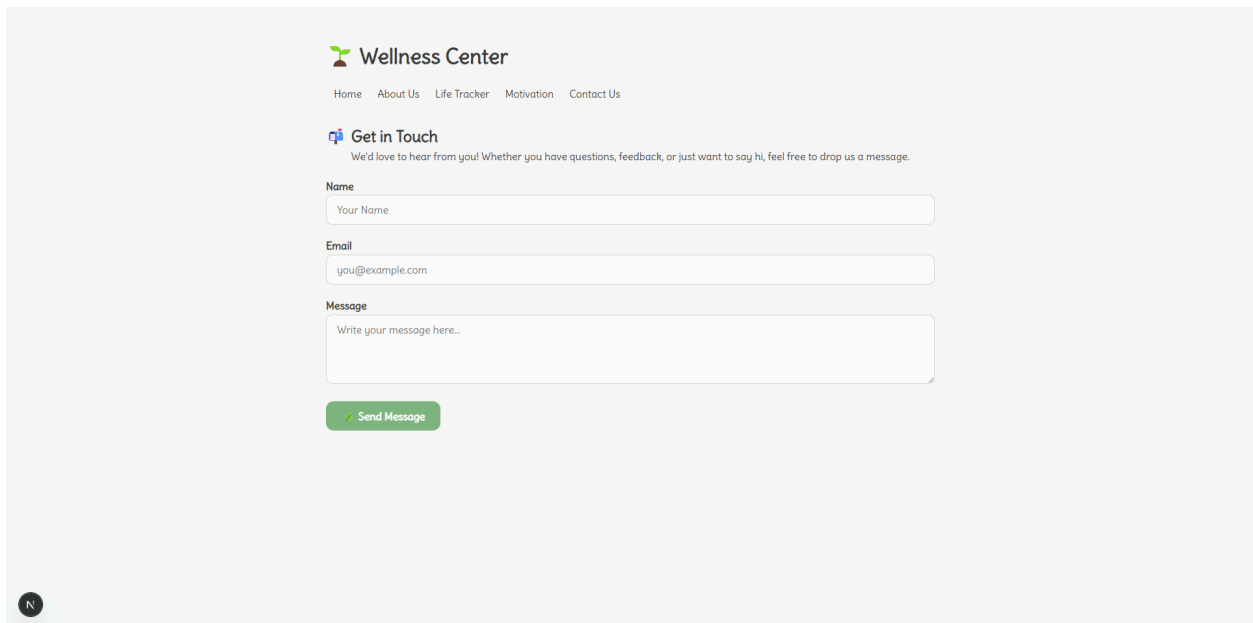 Wellness Center
Home About Us Life Tracker Motivation Contact Us
Get in Touch
We'd love to hear from you! Whether you have questions, feedback, or just want to say hi, feel free to drop us a message.
Name
Your Name
Email
you@example.com
Message
Write your message here...
Send Message
N